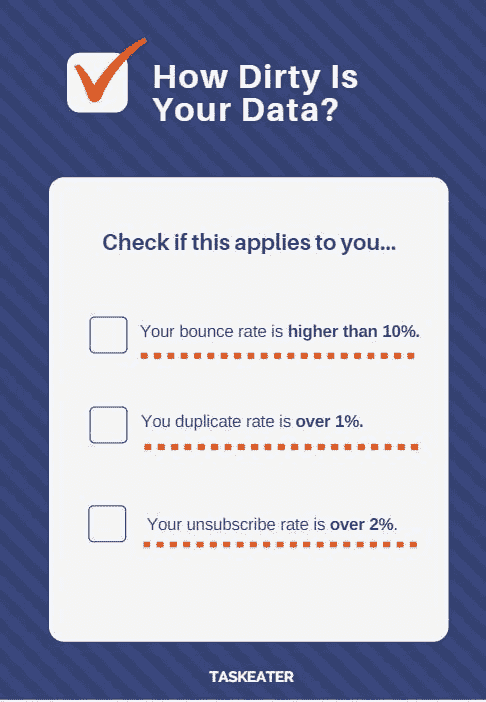 How Dirty Is
Your Data?
Check if this applies to you...
Your bounce rate is higher than 10%.
You duplicate rate is over 1%.
Your unsubscribe rate is over 2%.
TASKEATER